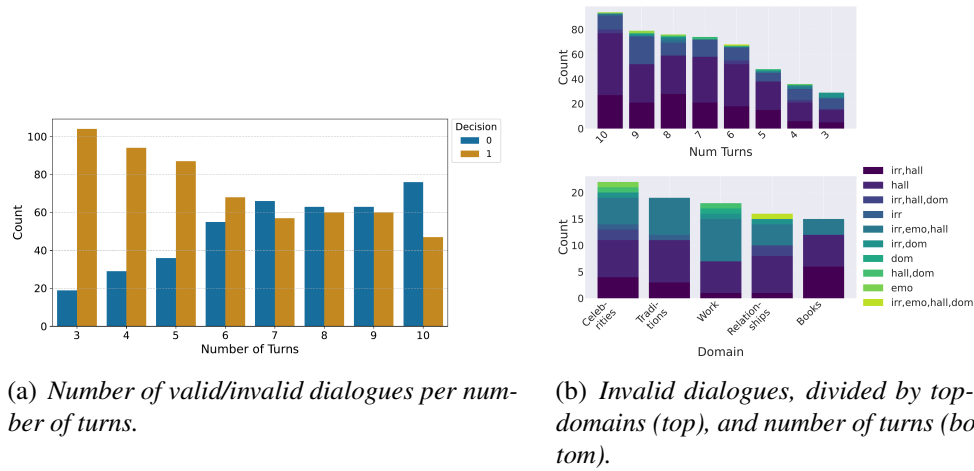 Decision
0
1
100
80
60
40
20
0
Count
3 4 5 6 7 8 9 10
Number of Turns
(a) Number of valid/invalid dialogues per num-
ber of turns.
80
60
40
20
0
Count
10 9 8 7 6 5 4 3
Num Turns
20
15
10
5
0
Count
Celeb-
rities
Tradi-
tions
Work
Relation-
ships
Books
Domain
irr,hall
hall
irr,hall,dom
irr
irr,emo,hall
irr,dom
dom
hall,dom
emo
irr,emo,hall,dom
(b) Invalid dialogues, divided by top-
domains (top), and number of turns (bo
tom).